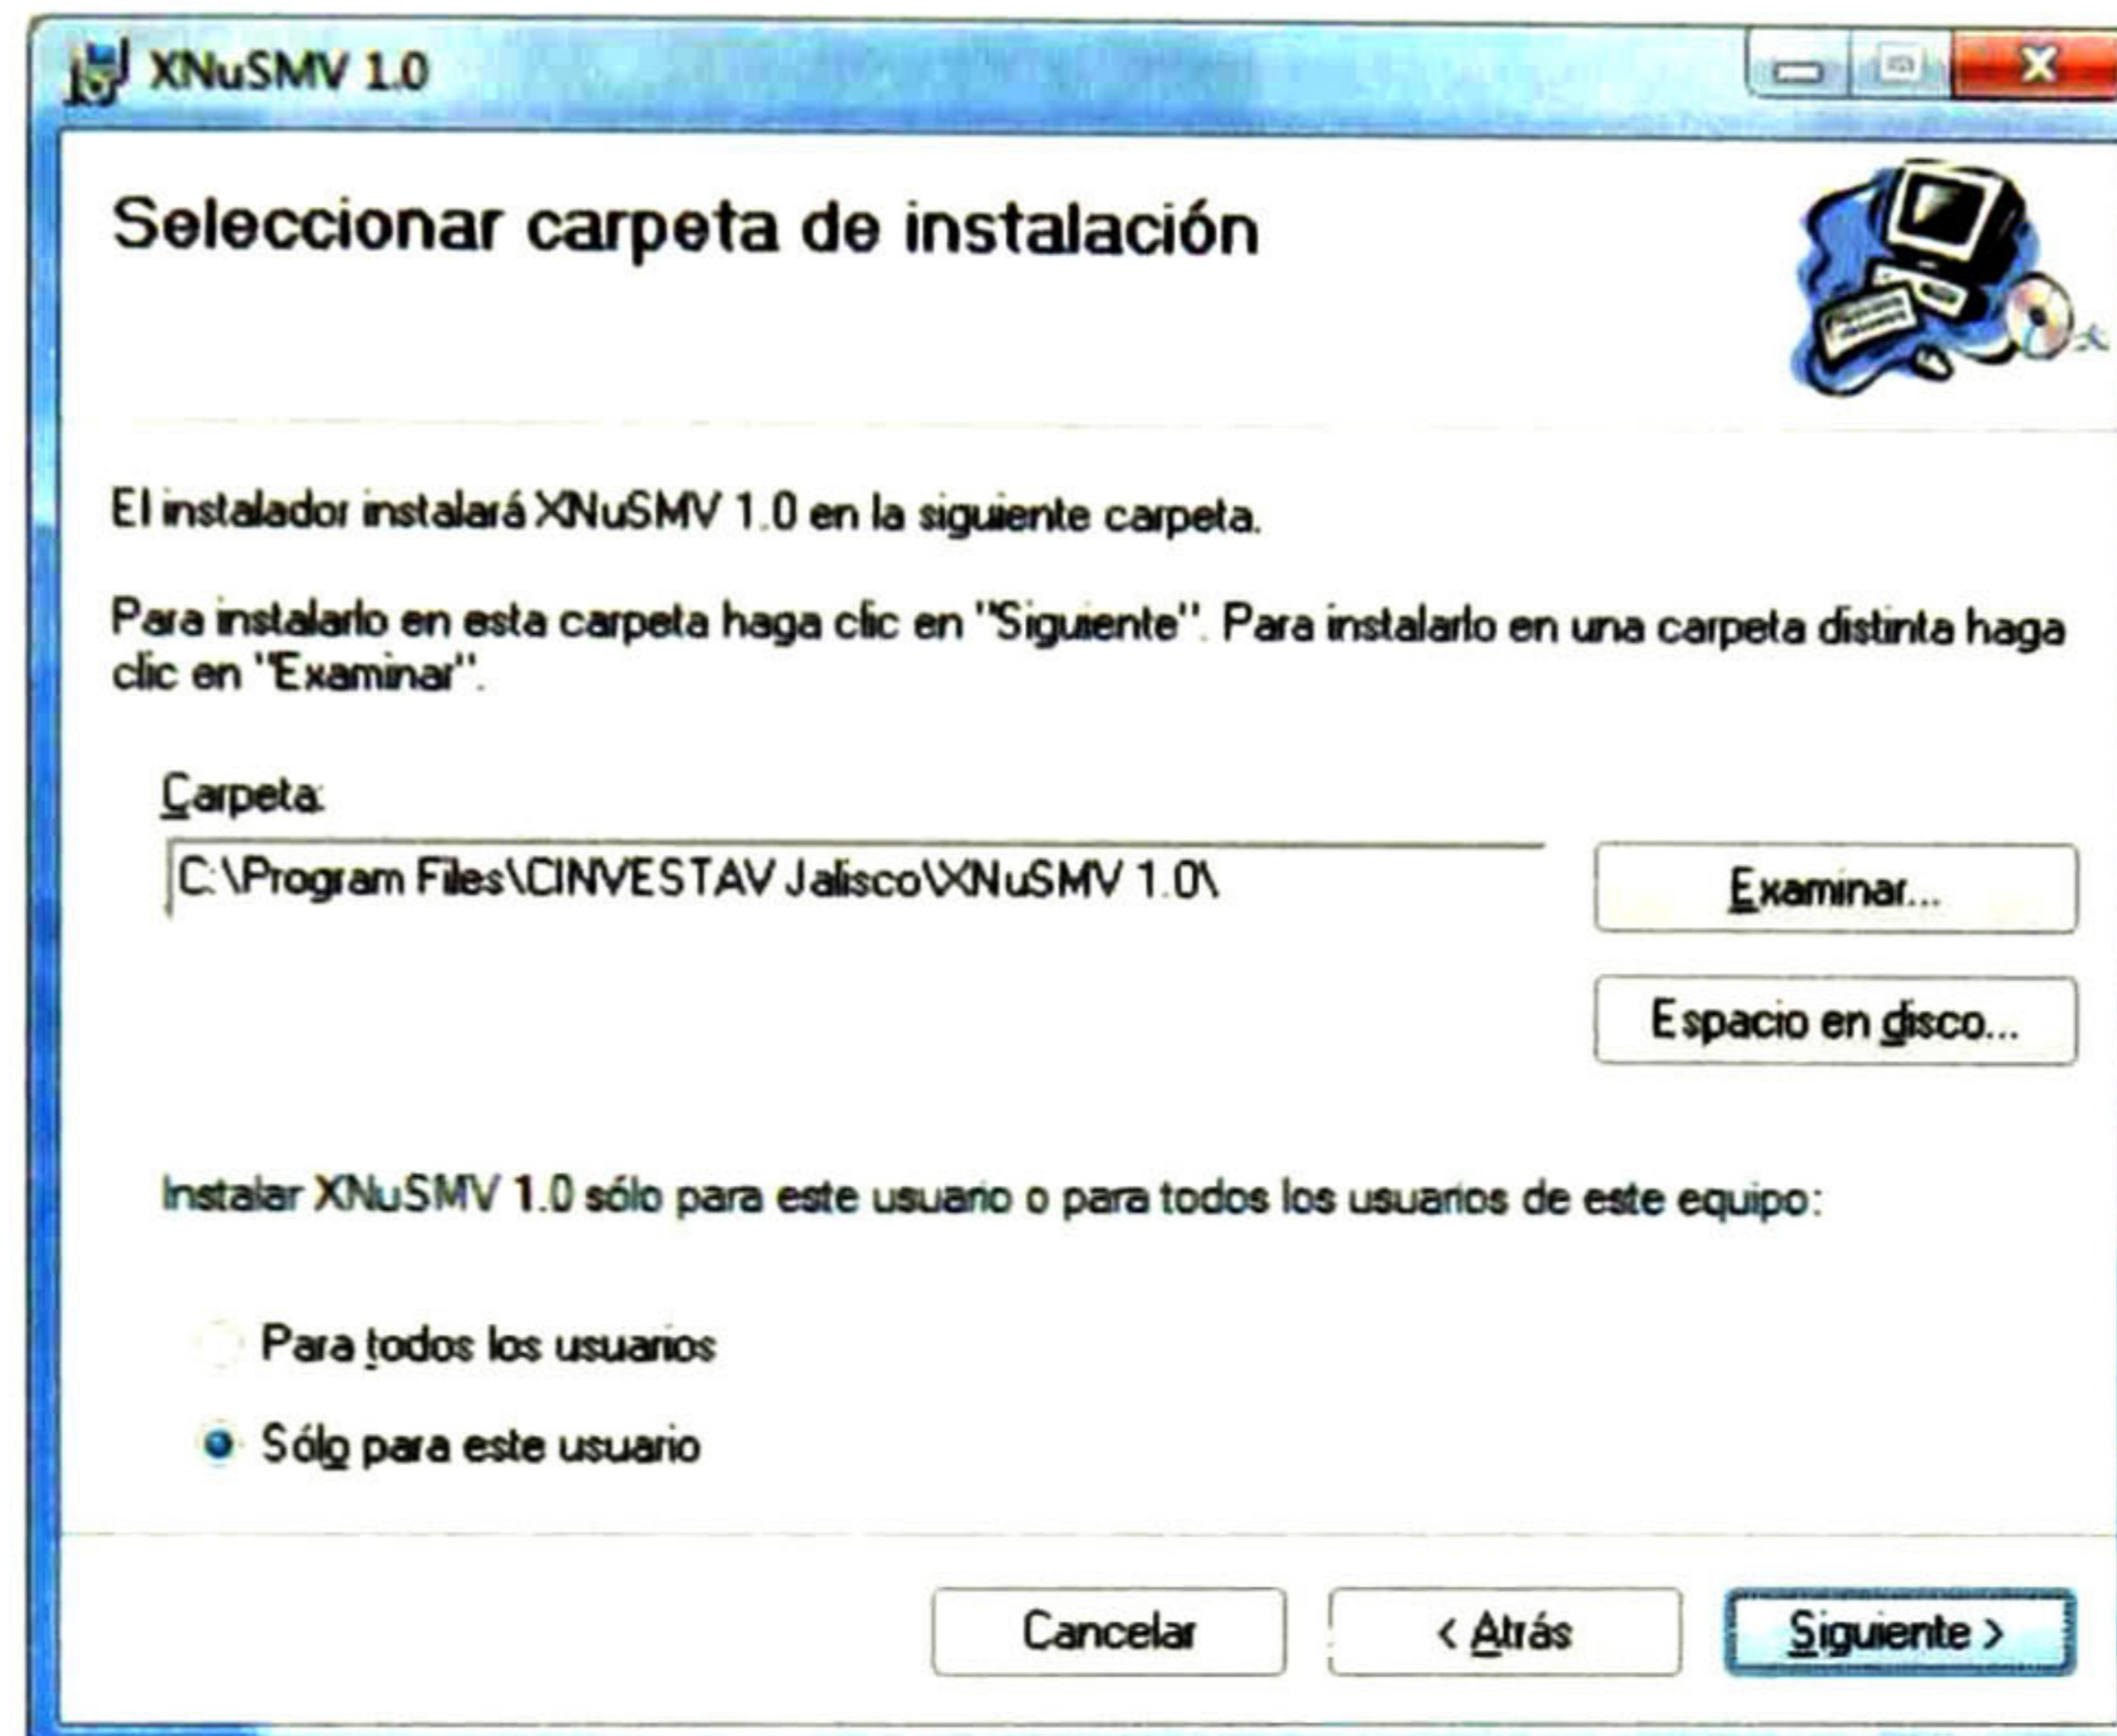 XNuSMV 1.0
Seleccionar carpeta de instalación
El instalador instalará XNuSMV 1.0 en la siguiente carpeta.
Para instalarlo en esta carpeta haga clic en "Siguiente". Para instalarlo en una carpeta distinta haga
clic en "Examinar".
Carpeta:
C:\Program Files\CINVESTAV Jalisco\XNuSMV 1.0\
Examinar...
Espacio en disco...
Instalar XNuSMV 1.0 sólo para este usuario o para todos los usuarios de este equipo:
Para todos los usuarios
Sólo para este usuario
Cancelar
< Atrás
Siguiente >